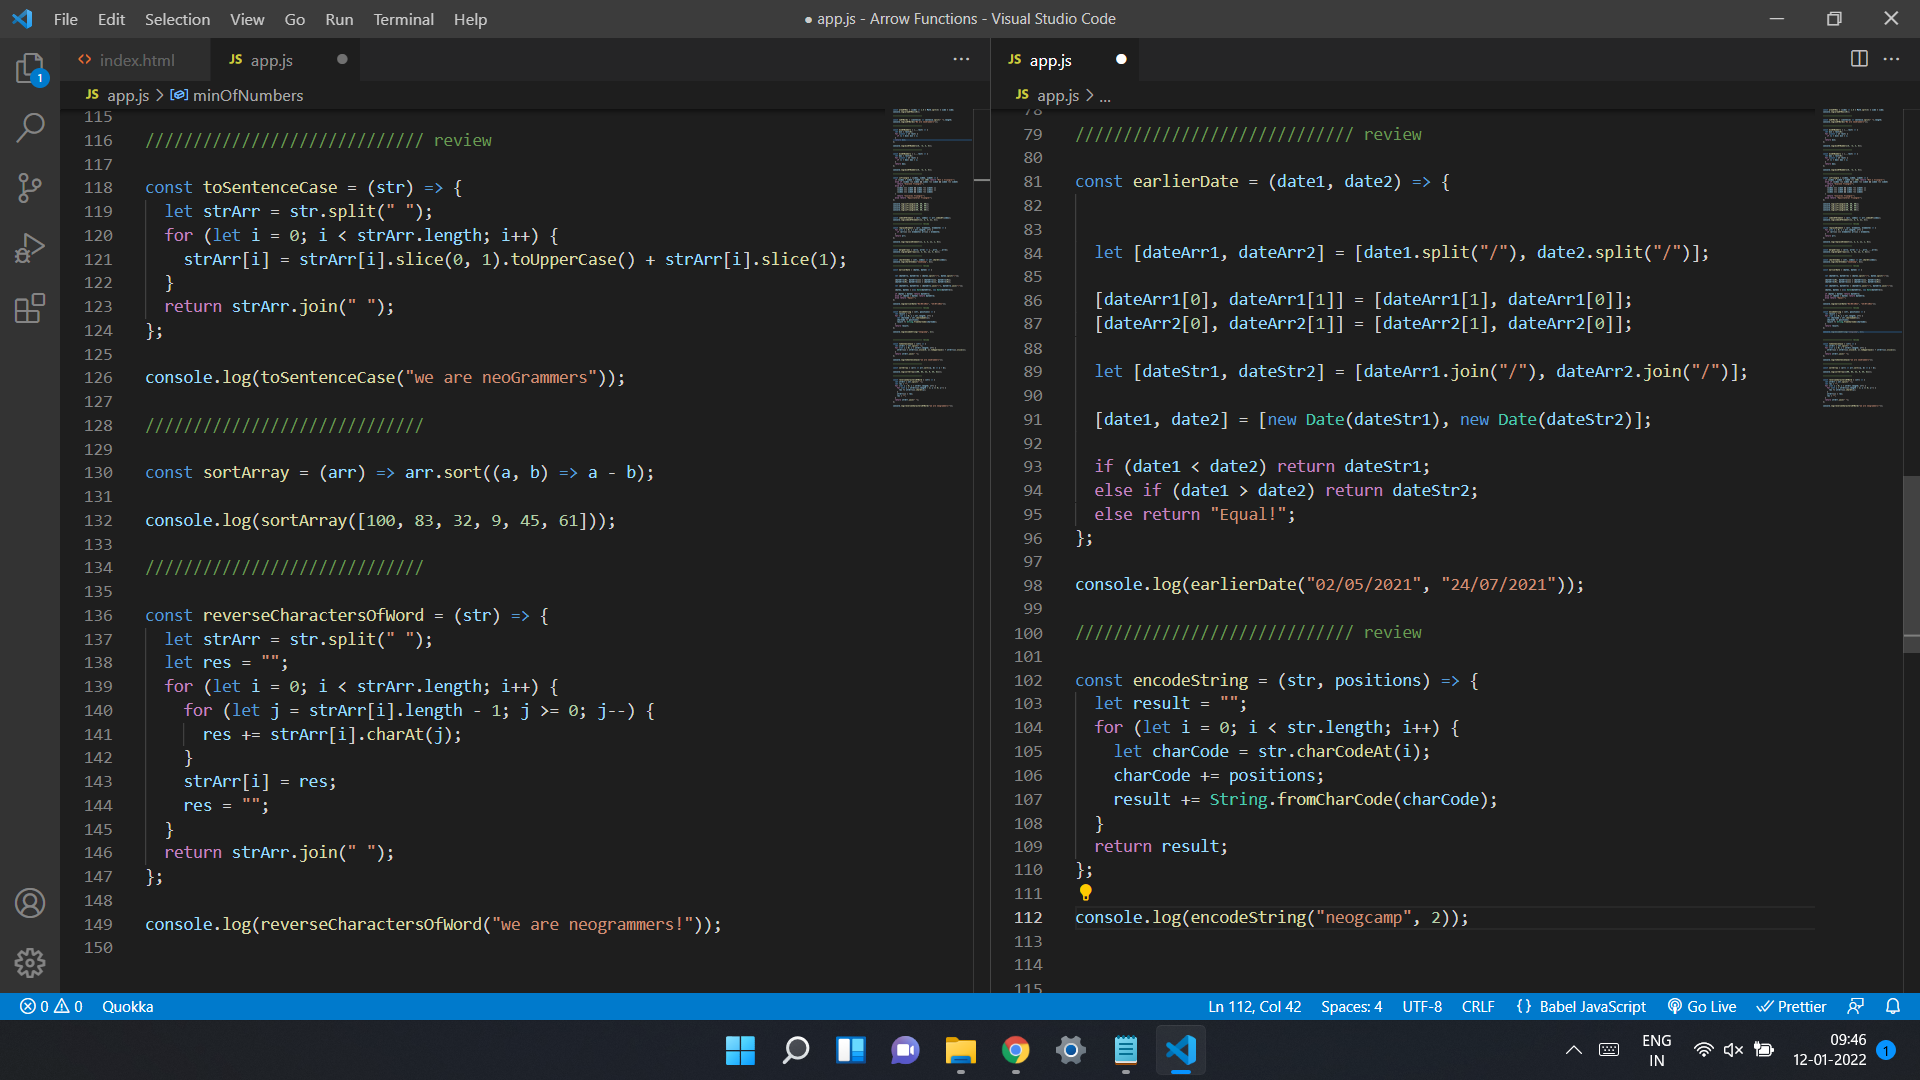 File Edit Selection View Go Run Terminal Help
● app.js - Arrow Functions - Visual Studio Code
1
index.html
JS app.js
JS app.js > minOfNumbers
115
116 ///////////////////////////// review
117
118 const toSentenceCase = (str) => {
119 let strArr = str.split(" ");
120 for (let i = 0; i < strArr.length; i++) {
121 strArr[i] = strArr[i].slice(0, 1).toUpperCase() + strArr[i].slice(1);
122 }
123 return strArr.join(" ");
124 };
125
126 console.log(toSentenceCase("we are neoGrammers"));
127
128 /////////////////////////////
129
130 const sortArray = (arr) => arr.sort((a, b) => a - b);
131
132 console.log(sortArray([100, 83, 32, 9, 45, 61]));
133
134 /////////////////////////////
135
136 const reverseCharactersOfWord = (str) => {
137 let strArr = str.split(" ");
138 let res = "";
139 for (let i = 0; i < strArr.length; i++) {
140 for (let j = strArr[i].length - 1; j >= 0; j--) {
141 res += strArr[i].charAt(j);
142 }
143 strArr[i] = res;
144 res = "";
145 }
146 return strArr.join(" ");
147 };
148
149 console.log(reverseCharactersOfWord("we are neogrammers!"));
150
JS app.js
JS app.js > ...
78
79 ///////////////////////////// review
80
81 const earlierDate = (date1, date2) => {
82
83
84 let [dateArr1, dateArr2] = [date1.split("/"), date2.split("/")];
85
86 [dateArr1[0], dateArr1[1]] = [dateArr1[1], dateArr1[0]];
87 [dateArr2[0], dateArr2[1]] = [dateArr2[1], dateArr2[0]];
88
89 let [dateStr1, dateStr2] = [dateArr1.join("/"), dateArr2.join("/")];
90
91 [date1, date2] = [new Date(dateStr1), new Date(dateStr2)];
92
93 if (date1 < date2) return dateStr1;
94 else if (date1 > date2) return dateStr2;
95 else return "Equal!";
96 };
97
98 console.log(earlierDate("02/05/2021", "24/07/2021"));
99
100 ///////////////////////////// review
101
102 const encodeString = (str, positions) => {
103 let result = "";
104 for (let i = 0; i < str.length; i++) {
105 let charCode = str.charCodeAt(i);
106 charCode += positions;
107 result += String.fromCharCode(charCode);
108 }
109 return result;
110 };
111
112 console.log(encodeString("neogcamp", 2));
113
114
115
0 0 Quokka
Ln 112, Col 42 Spaces: 4 UTF-8 CRLF {} Babel JavaScript Go Live Prettier
ENG
IN
09:46
12-01-2022
1